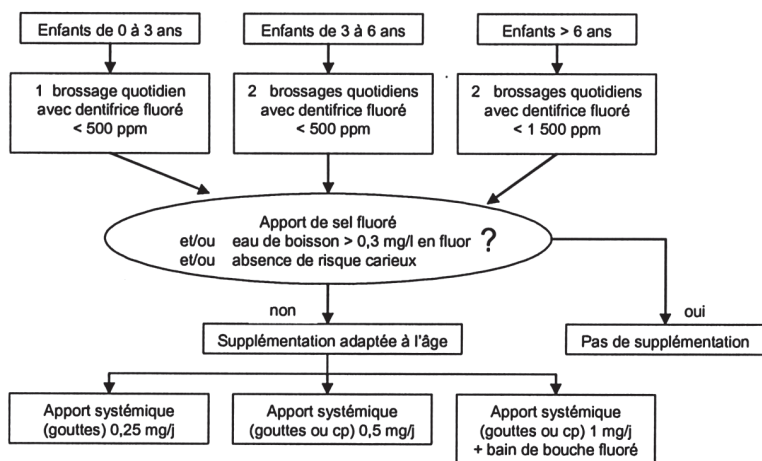 Enfants de 0 à 3 ans
Enfants de 3 à 6 ans
Enfants > 6 ans
1 brossage quotidien
avec dentifrice fluoré
< 500 ppm
2 brossages quotidiens
avec dentifrice fluoré
< 500 ppm
2 brossages quotidiens
avec dentifrice fluoré
< 1 500 ppm
Apport de sel fluoré
et/ou eau de boisson > 0,3 mg/l en fluor ?
et/ou absence de risque carieux
non
oui
Supplémentation adaptée à l'âge
Pas de supplémentation
Apport systémique
(gouttes) 0,25 mg/j
Apport systémique
(gouttes ou cp) 0,5 mg/j
Apport systémique
(gouttes ou cp) 1 mg/j
+ bain de bouche fluoré